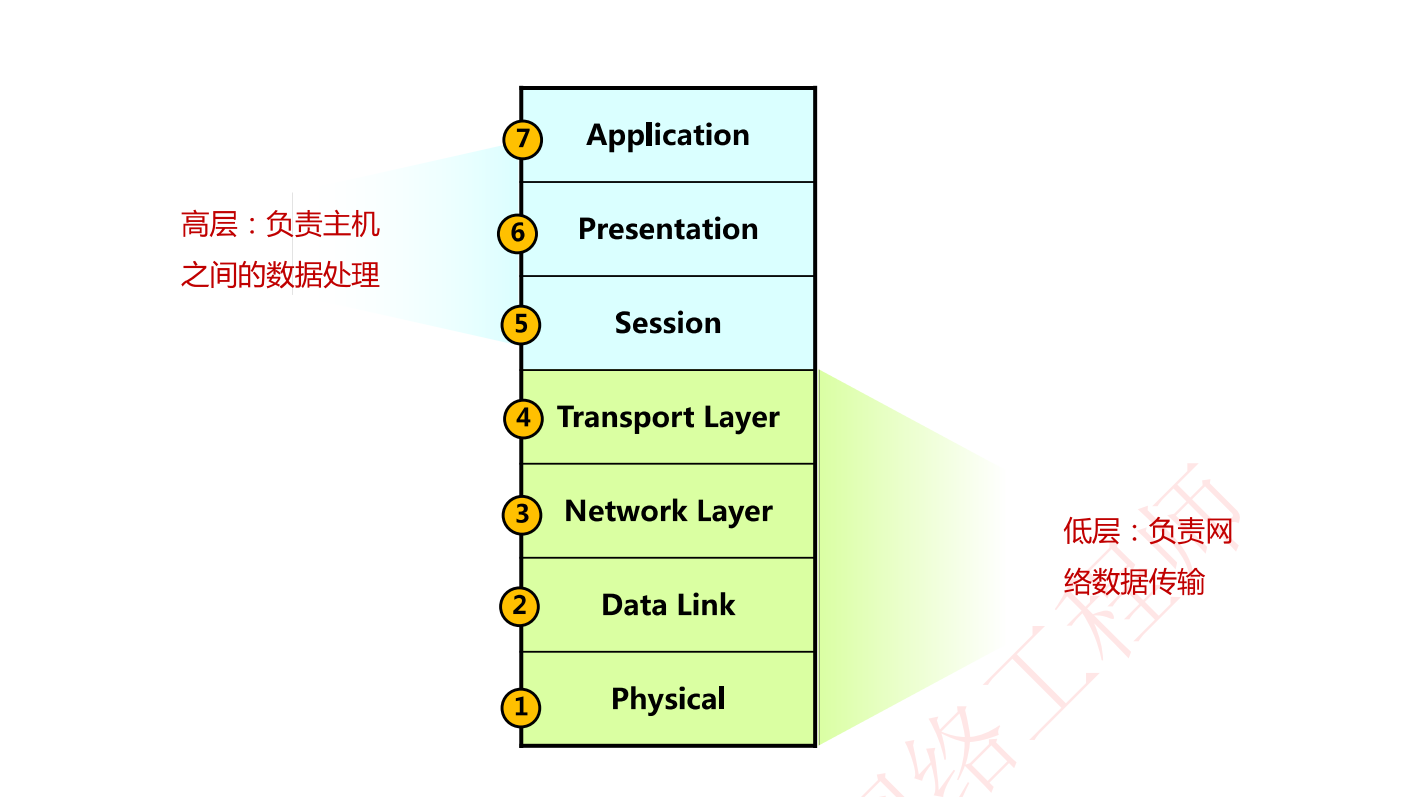 7 Application
高层：负责主机
6 Presentation
之间的数据处理
5 Session
4 Transport Layer
3 Network Layer
低层：负责网
络数据传输
2 Data Link
1 Physical
络工程师